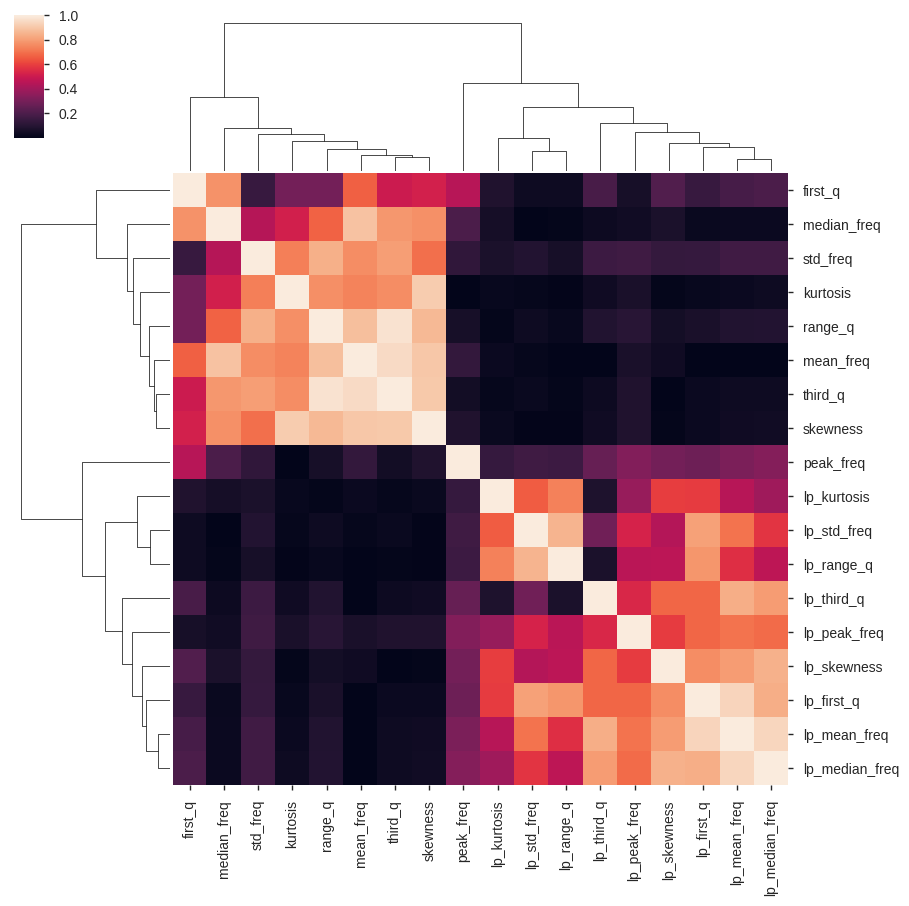 1.0
0.8
0.6
0.4
0.2
first_q
median_freq
std_freq
kurtosis
range_q
mean_freq
third_q
skewness
peak_freq
lp_kurtosis
lp_std_freq
lp_range_q
lp_third_q
lp_peak_freq
lp_skewness
lp_first_q
lp_mean_freq
lp_median_freq
first_q
median_freq
std_freq
kurtosis
range_q
mean_freq
third_q
skewness
peak_freq
lp_kurtosis
lp_std_freq
lp_range_q
lp_third_q
lp_peak_freq
lp_skewness
lp_first_q
lp_mean_freq
lp_median_freq